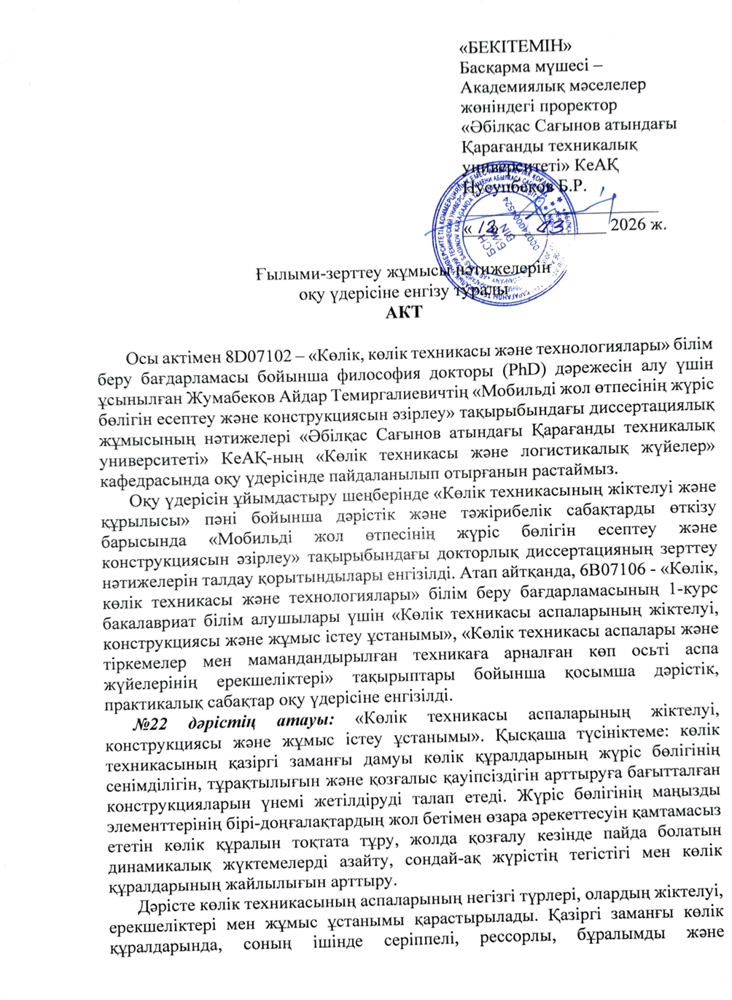 «БЕКІТЕМІН»
Басқарма мүшесі –
Академиялық мәселелер
жөніндегі проректор
«Әбілқас Сағынов атындағы
Қарағанды техникалық
университеті» КеАҚ
Нусупбеков Б.Р.
« 13 » 03 2026 ж.
БСН
БИН
BIN
000240004524
Ғылыми-зерттеу жұмысы нәтижелерін
оқу үдерісіне енгізу туралы
АКТ
Осы актімен 8D07102 – «Көлік, көлік техникасы және технологиялары» білім
беру бағдарламасы бойынша философия докторы (PhD) дәрежесін алу үшін
ұсынылған Жумабеков Айдар Темиргалиевичтің «Мобильді жол өтпесінің жүріс
бөлігін есептеу және конструкциясын әзірлеу» тақырыбындағы диссертациялық
жұмысының нәтижелері «Әбілқас Сағынов атындағы Қарағанды техникалық
университеті» КеАҚ-ның «Көлік техникасы және логистикалық жүйелер»
кафедрасында оқу үдерісінде пайдаланылып отырғанын растаймыз.
Оқу үдерісін ұйымдастыру шеңберінде «Көлік техникасының жіктелуі және
құрылысы» пәні бойынша дәрістік және тәжірибелік сабақтарды өткізу
барысында «Мобильді жол өтпесінің жүріс бөлігін есептеу және
конструкциясын әзірлеу» тақырыбындағы докторлық диссертацияның зерттеу
нәтижелерін талдау қорытындылары енгізілді. Атап айтқанда, 6В07106 - «Көлік,
көлік техникасы және технологиялары» білім беру бағдарламасының 1-курс
бакалавриат білім алушылары үшін «Көлік техникасы аспаларының жіктелуі,
конструкциясы және жұмыс істеу ұстанымы», «Көлік техникасы аспалары және
тіркемелер мен мамандандырылған техникаға арналған көп осьті аспа
жүйелерінің ерекшеліктері» тақырыптары бойынша қосымша дәрістік,
практикалық сабақтар оқу үдерісіне енгізілді.
№22 дәрістің атауы: «Көлік техникасы аспаларының жіктелуі,
конструкциясы және жұмыс істеу ұстанымы». Қысқаша түсініктеме: көлік
техникасының қазіргі заманғы дамуы көлік құралдарының жүріс бөлігінің
сенімділігін, тұрақтылығын және қозғалыс қауіпсіздігін арттыруға бағытталған
конструкцияларын үнемі жетілдіруді талап етеді. Жүріс бөлігінің маңызды
элементтерінің бірі-доңғалақтардың жол бетімен өзара әрекеттесуін қамтамасыз
ететін көлік құралын тоқтата тұру, жолда қозғалу кезінде пайда болатын
динамикалық жүктемелерді азайту, сондай-ақ жүрістің тегістігі мен көлік
құралдарының жайлылығын арттыру.
Дәрісте көлік техникасының аспаларының негізгі түрлері, олардың жіктелуі,
ерекшеліктері мен жұмыс ұстанымы қарастырылады. Қазіргі заманғы көлік
құралдарында, соның ішінде серіппелі, рессорлы, бұралымды және